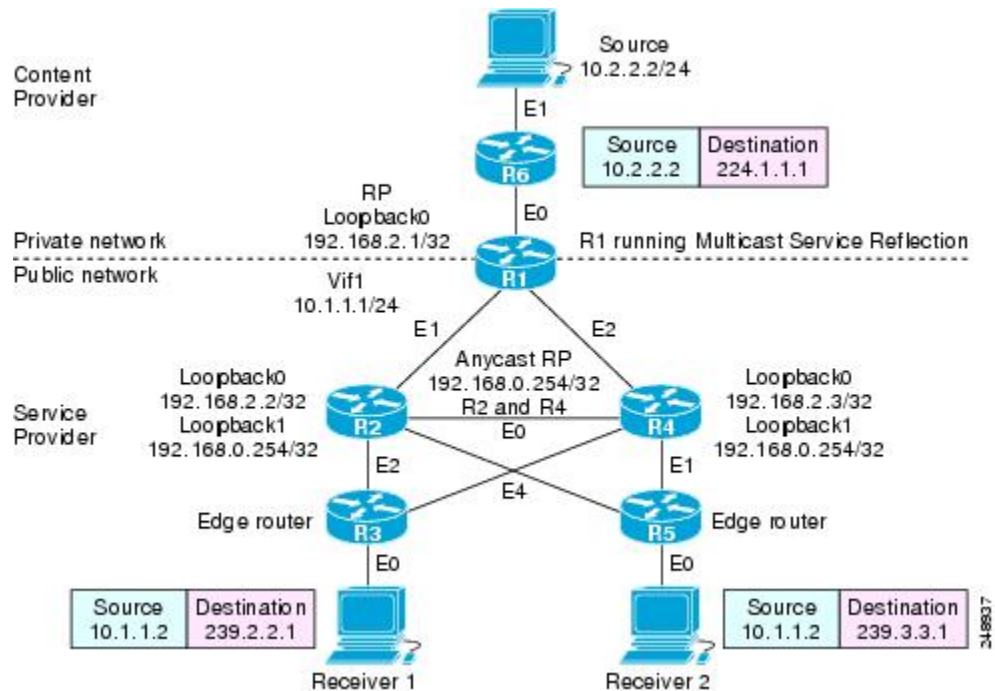 Source
10.2.2.2/24
Content
Provider
E1
Source
10.2.2.2
Destination
224.1.1.1
R6
RP
Loopback0
192.168.2.1/32
E0
Private network
R1 running Multicast Service Reflection
Public network
R1
Vif1
10.1.1.1/24
E1
E2
Anycast RP
192.168.0.254/32
R2 and R4
E0
Loopback0
192.168.2.2/32
Loopback1
192.168.0.254/32
Loopback0
192.168.2.3/32
Loopback1
192.168.0.254/32
Service
Provider
R2
R4
E2
E1
E4
Edge router
R3
R5
Edge router
E0
E0
Source
10.1.1.2
Destination
239.2.2.1
Source
10.1.1.2
Destination
239.3.3.1
Receiver 1
Receiver 2
248937